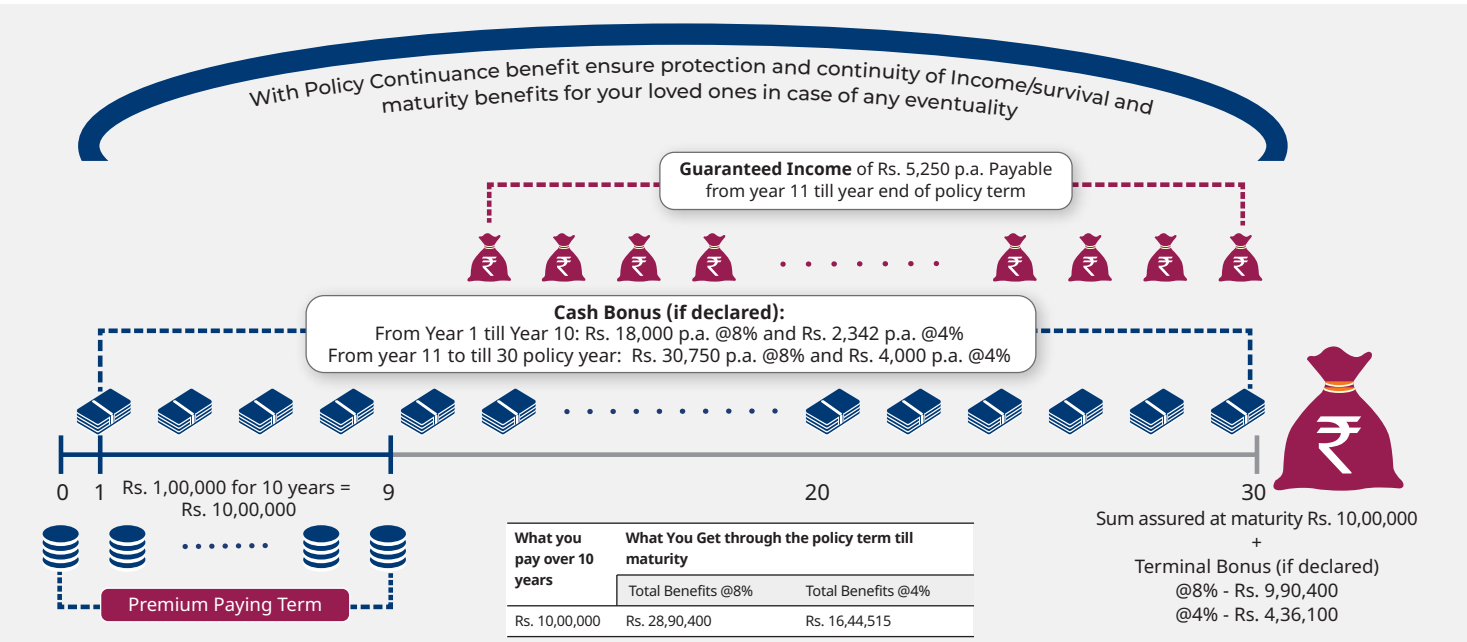 With Policy Continuance benefit ensure protection and continuity of Income/survival and
maturity benefits for your loved ones in case of any eventuality
Guaranteed Income of Rs. 5,250 p.a. Payable
from year 11 till year end of policy term
₹ ₹ ₹ ₹ ₹ ₹ ₹ ₹
Cash Bonus (if declared):
From Year 1 till Year 10: Rs. 18,000 p.a. @8% and Rs. 2,342 p.a. @4%
From year 11 to till 30 policy year: Rs. 30,750 p.a. @8% and Rs. 4,000 p.a. @4%
₹
0 1 9 20 30
Rs. 1,00,000 for 10 years =
Rs. 10,00,000
Premium Paying Term
What you
pay over 10
years
What You Get through the policy term till
maturity
Total Benefits @8% Total Benefits @4%
Rs. 10,00,000 Rs. 28,90,400 Rs. 16,44,515
Sum assured at maturity Rs. 10,00,000
+
Terminal Bonus (if declared)
@8% - Rs. 9,90,400
@4% - Rs. 4,36,100